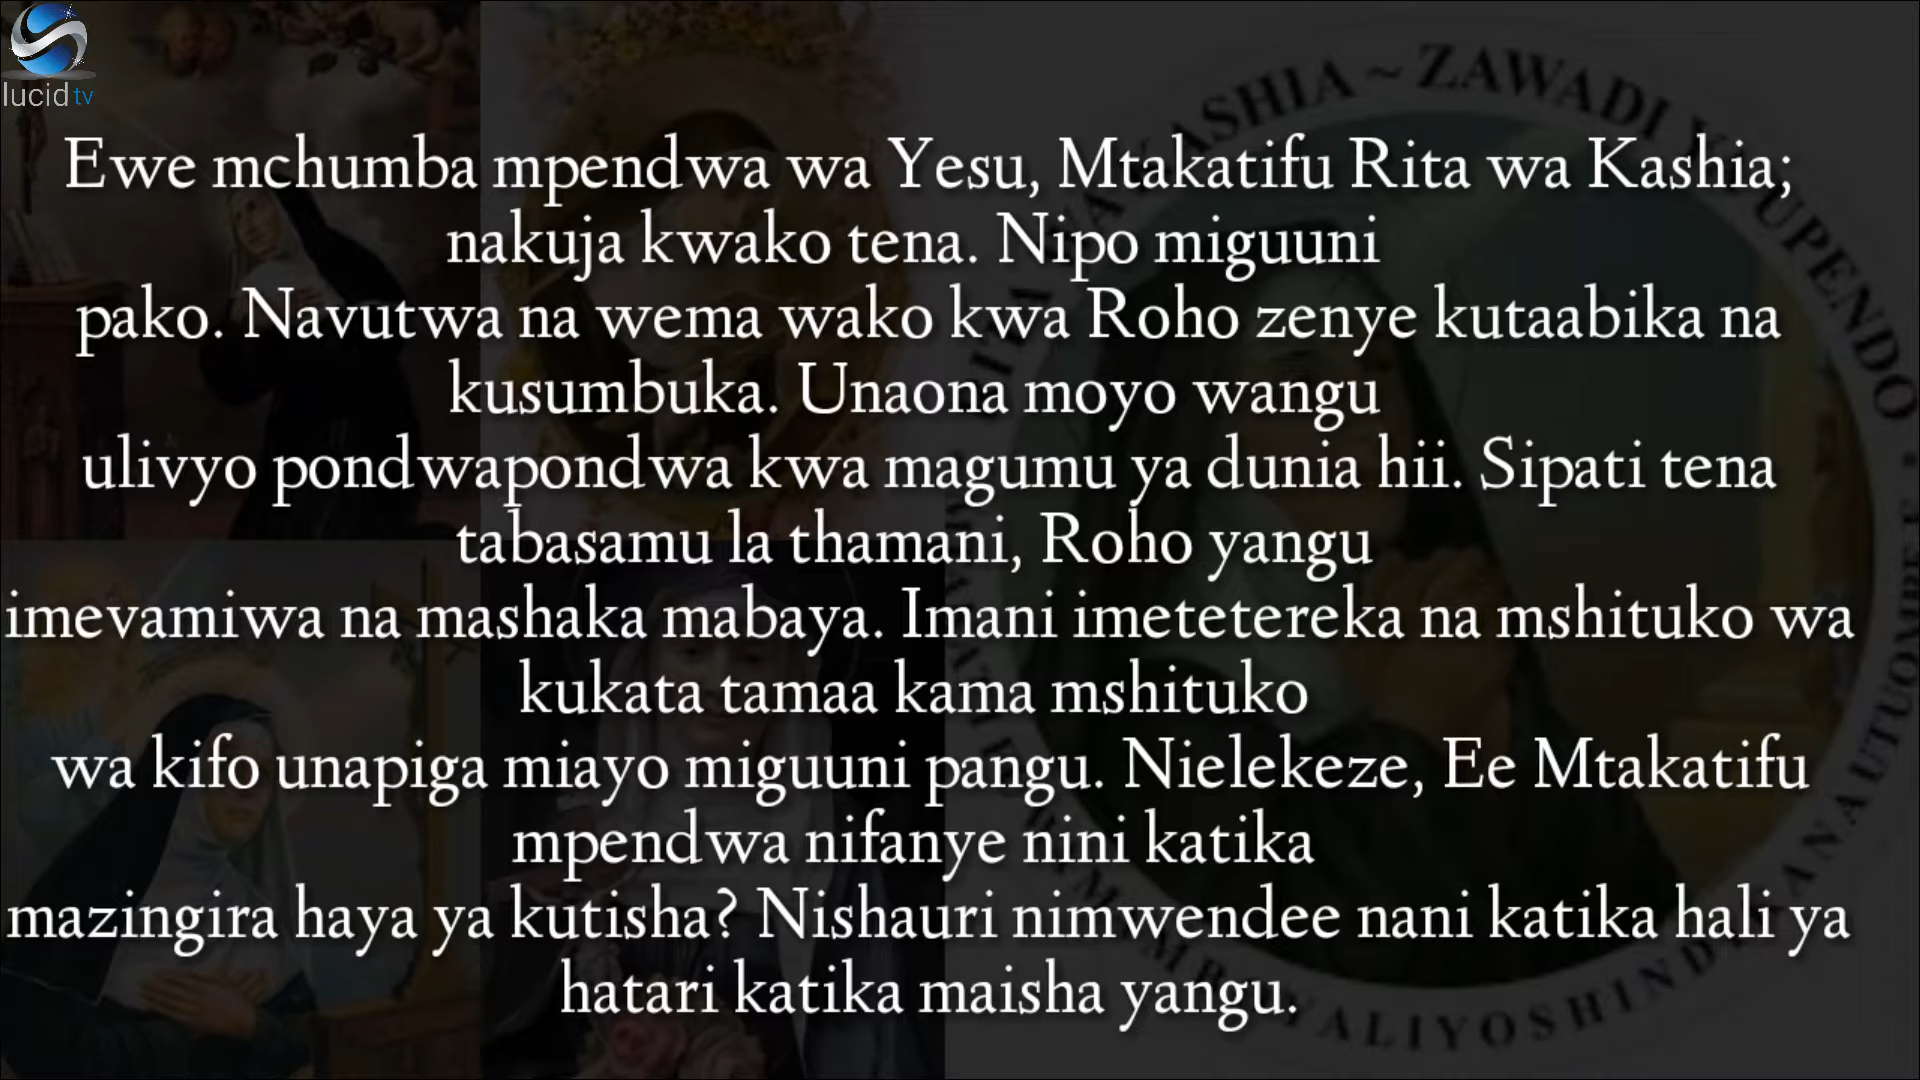 lucid tv
KASHIA ~ ZAWADI YA UPENDO
Ewe mchumba mpendwa wa Yesu, Mtakatifu Rita wa Kashia;
nakuja kwako tena. Nipo miguuni
pako. Navutwa na wema wako kwa Roho zenye kutaabika na
kusumbuka. Unaona moyo wangu
ulivyo pondwapondwa kwa magumu ya dunia hii. Sipati tena
tabasamu la thamani, Roho yangu
imevamiwa na mashaka mabaya. Imani imetetereka na mshituko wa
kukata tamaa kama mshituko
wa kifo unapiga miayo miguuni pangu. Nielekeze, Ee Mtakatifu
mpendwa nifanye nini katika
mazingira haya ya kutisha? Nishauri nimwendee nani katika hali ya
hatari katika maisha yangu.